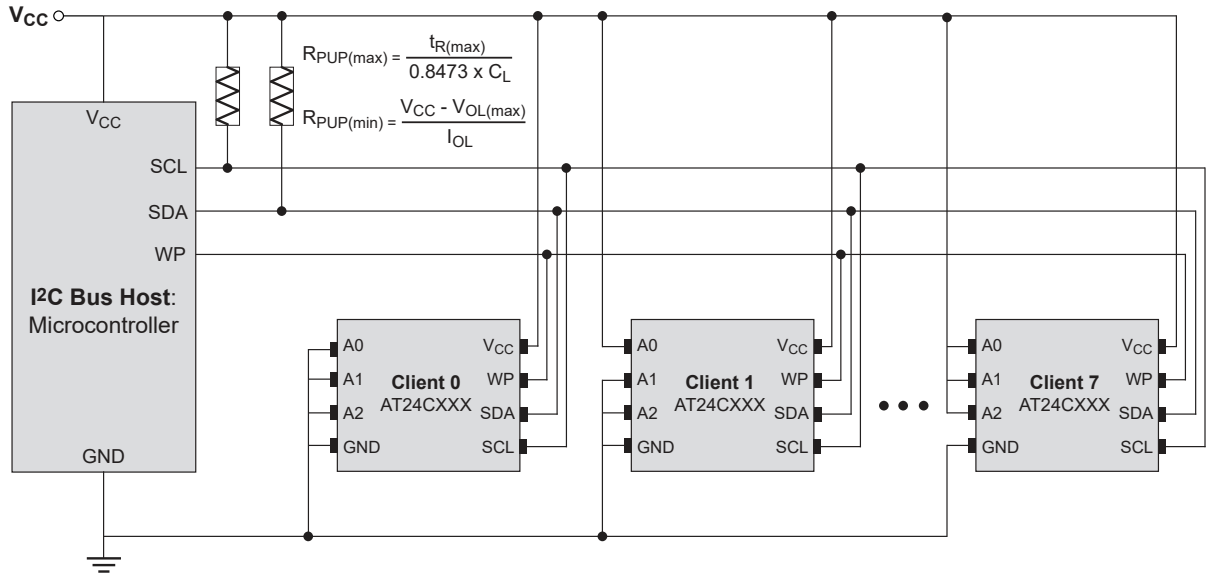 VCC
RPUP(max) = tR(max) / 0.8473 x CL
RPUP(min) = VCC - VOL(max) / IOL
VCC
SCL
SDA
WP
I2C Bus Host:
Microcontroller
GND
A0
A1
A2
GND
Client 0
AT24CXXX
VCC
WP
SDA
SCL
A0
A1
A2
GND
Client 1
AT24CXXX
VCC
WP
SDA
SCL
A0
A1
A2
GND
Client 7
AT24CXXX
VCC
WP
SDA
SCL